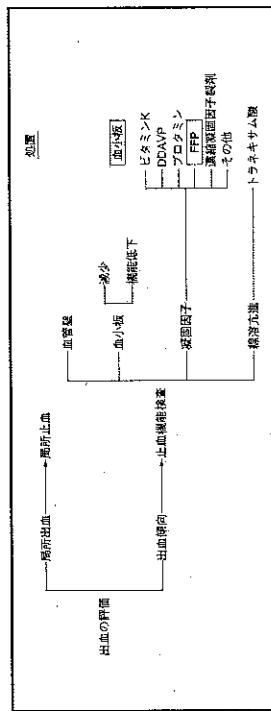 処置
出血の評価
局所出血
局所止血
出血傾向
止血機能検査
血管壁
血小板
減少
機能低下
血小板
凝固因子
ビタミンK
DDAVP
プロタミン
FFP
濃縮凝固因子製剤
その他
線溶亢進
トラネキサム酸